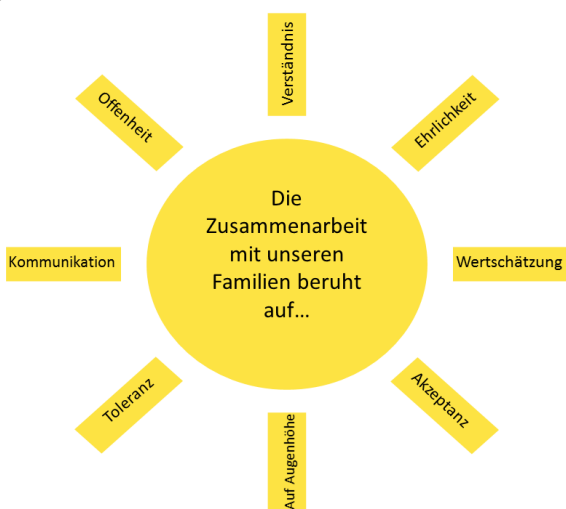 Die
Zusammenarbeit
mit unseren
Familien beruht
auf...
Verständnis
Ehrlichkeit
Wertschätzung
Akzeptanz
Auf Augenhöhe
Toleranz
Kommunikation
Offenheit